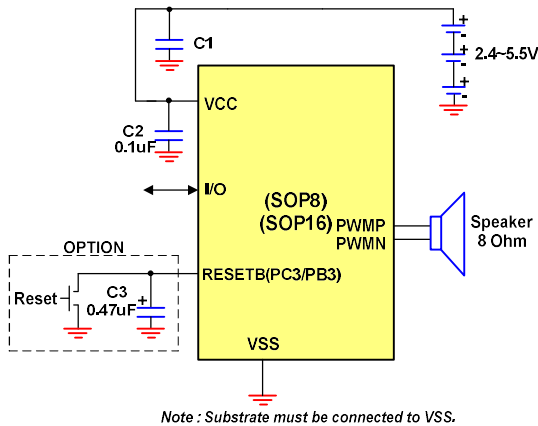 C1
+
-
+
-
+
-
2.4~5.5V
VCC
C2
0.1uF
I/O
(SOP8)
(SOP16)
PWMP
PWMN
Speaker
8 Ohm
OPTION
Reset
C3
0.47uF
+
RESETB(PC3/PB3)
VSS
Note : Substrate must be connected to VSS.